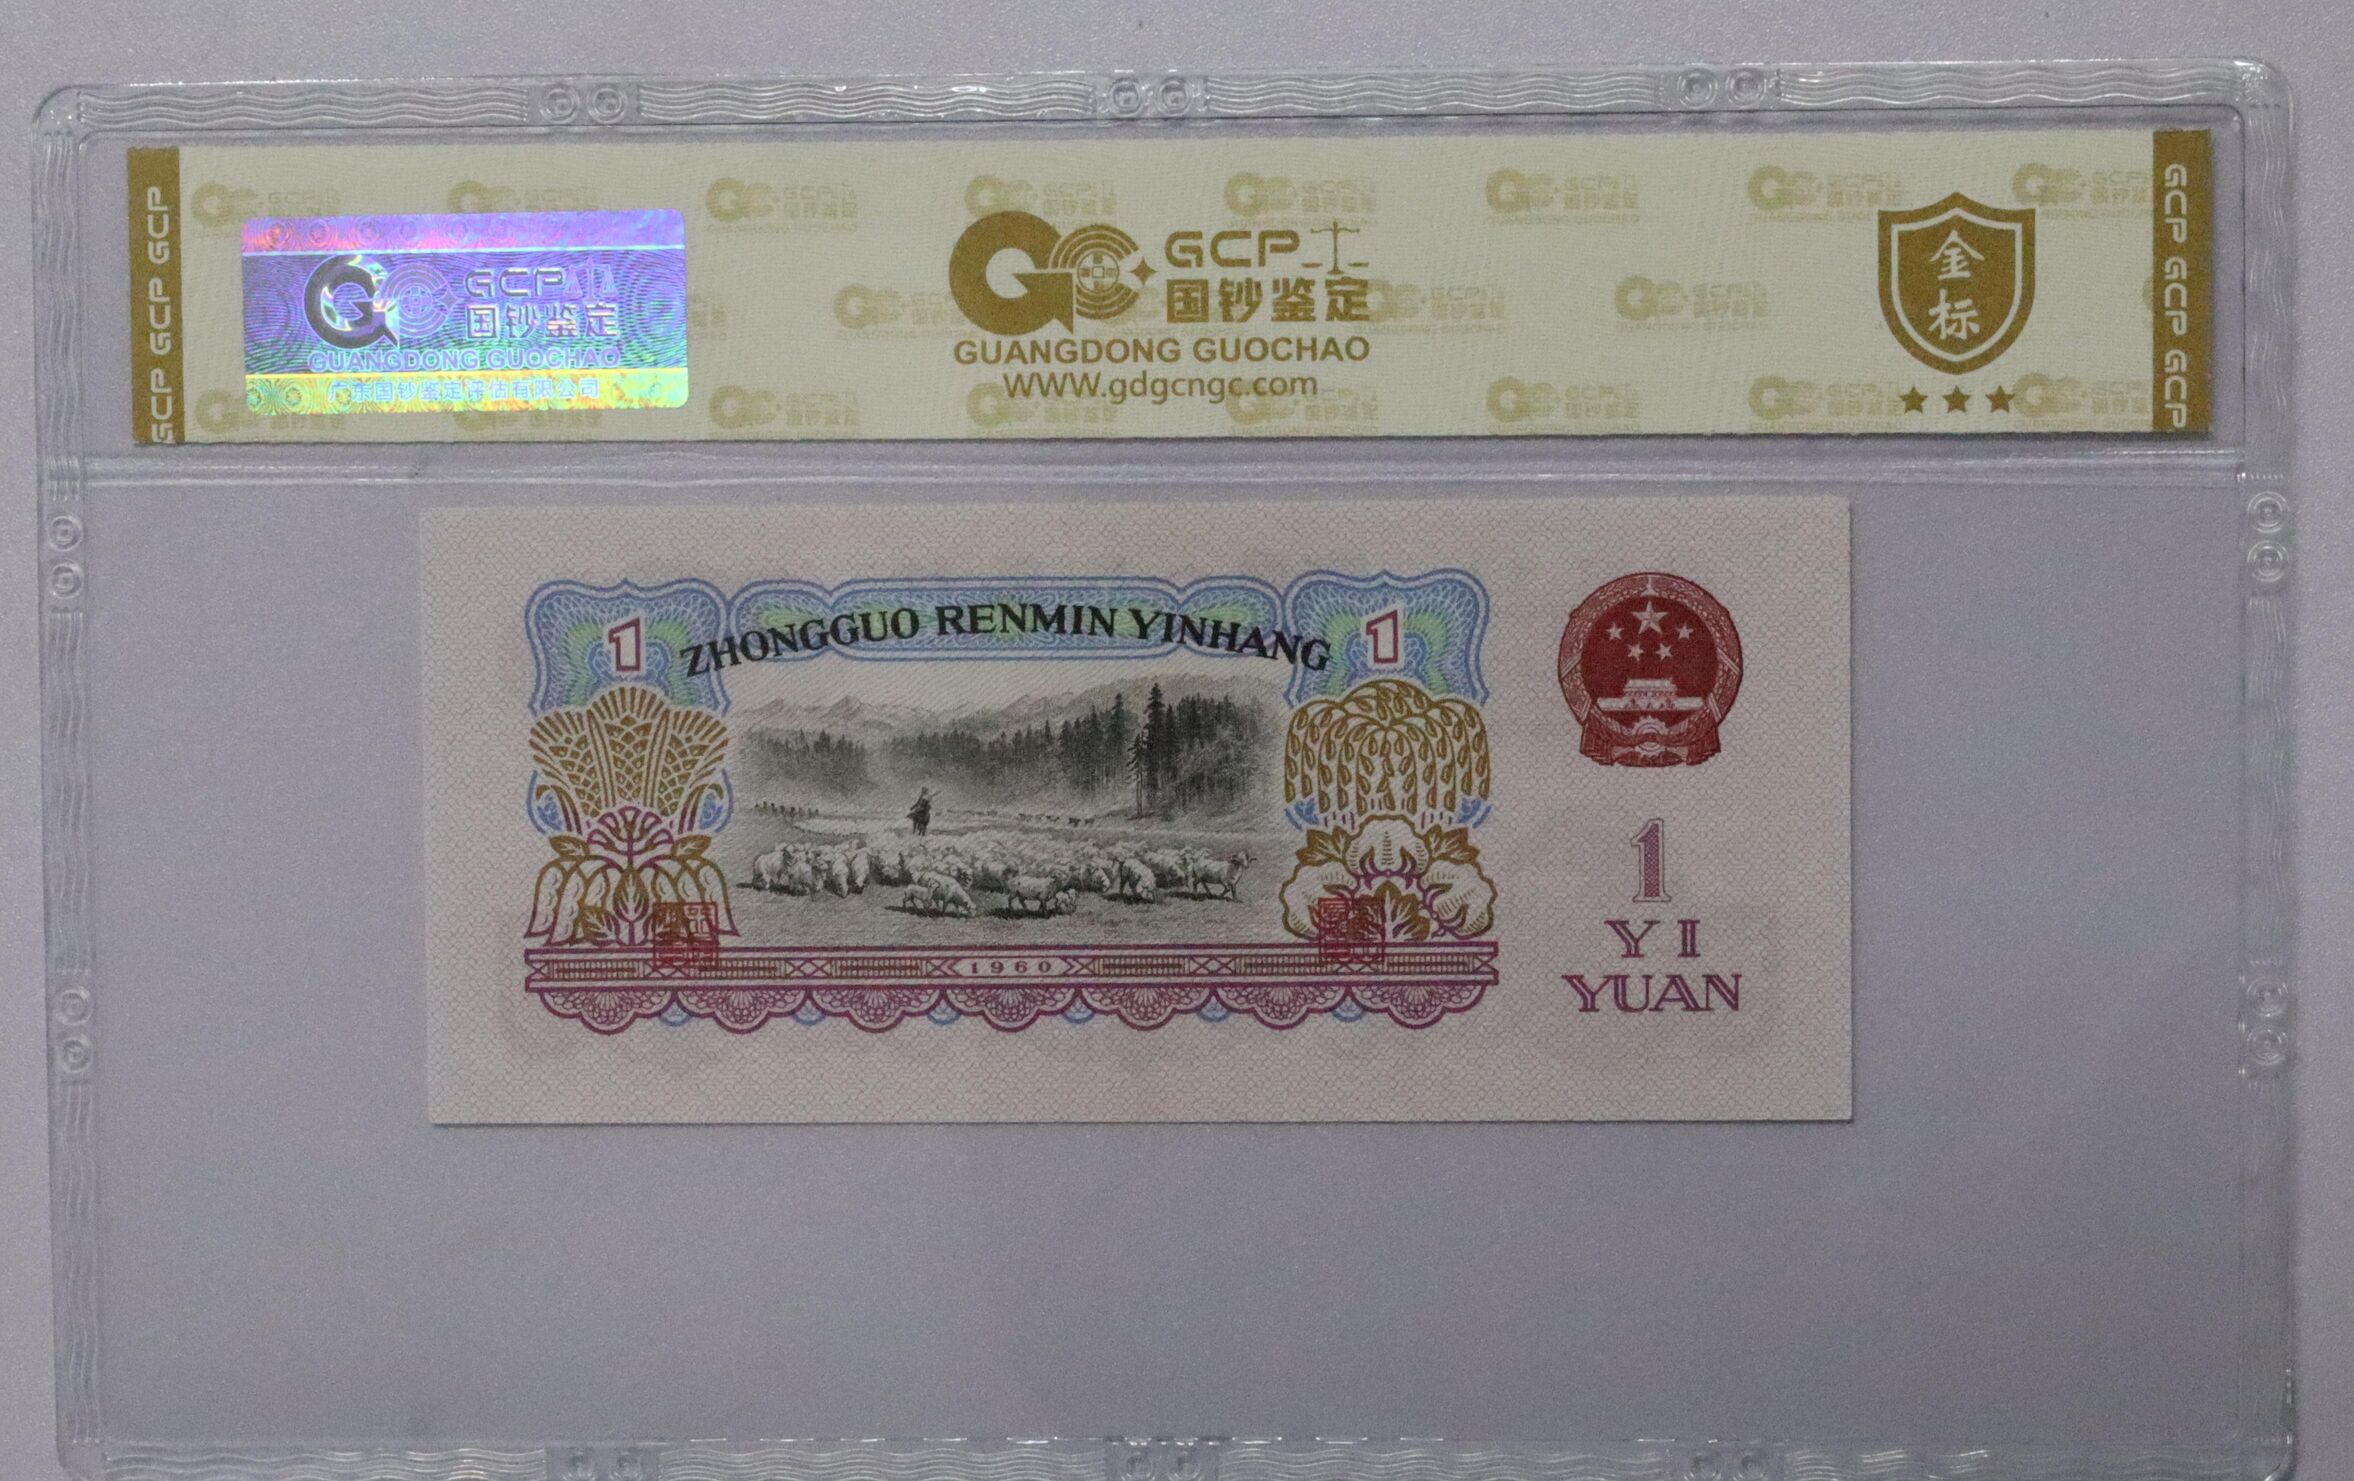 GCP GCP GCP
GCP
国钞鉴定
GUANGDONG GUOCHAO
广东国钞鉴定评估有限公司
GCP
国钞鉴定
GUANGDONG GUOCHAO
WWW.gdgcngc.com
金
标
GCP GCP GCP
1
ZHONGGUO RENMIN YINHANG
1
1960
1
YI
YUAN